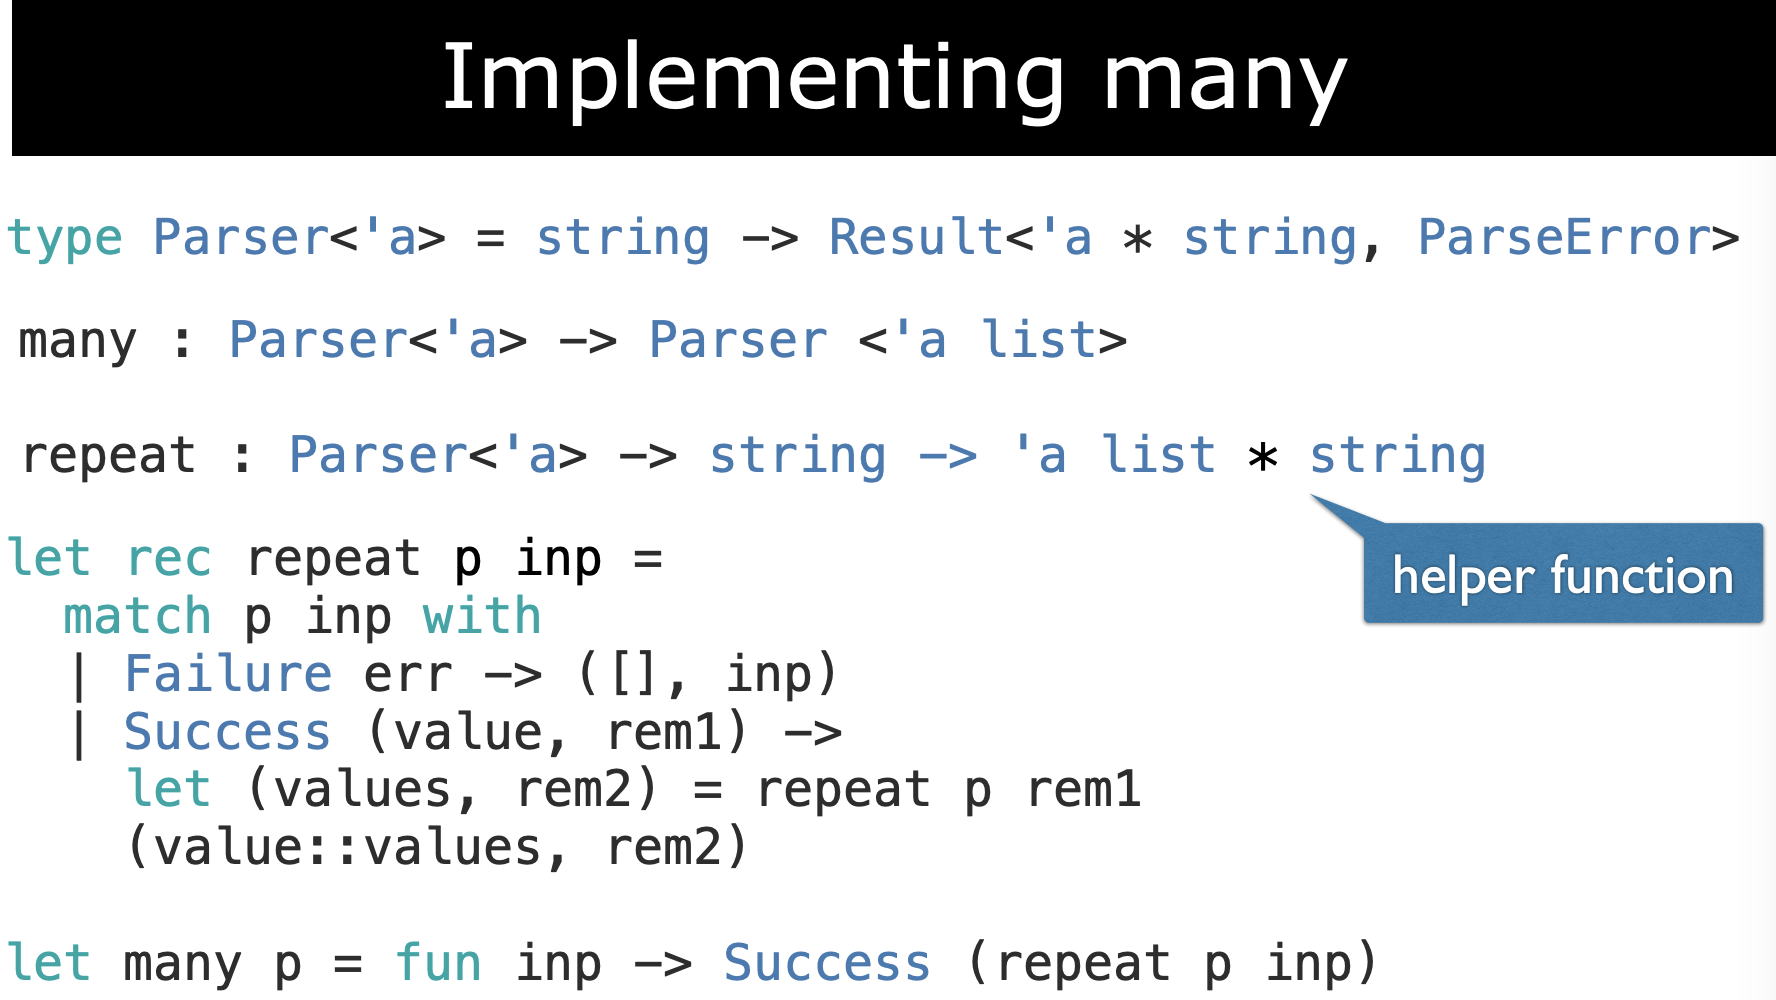 Implementing many
type Parser<'a> = string -> Result<'a * string, ParseError>
many : Parser<'a> -> Parser <'a list>
repeat : Parser<'a> -> string -> 'a list * string
helper function
let rec repeat p inp =
  match p inp with
  | Failure err -> ([], inp)
  | Success (value, rem1) ->
    let (values, rem2) = repeat p rem1
    (value::values, rem2)
let many p = fun inp -> Success (repeat p inp)